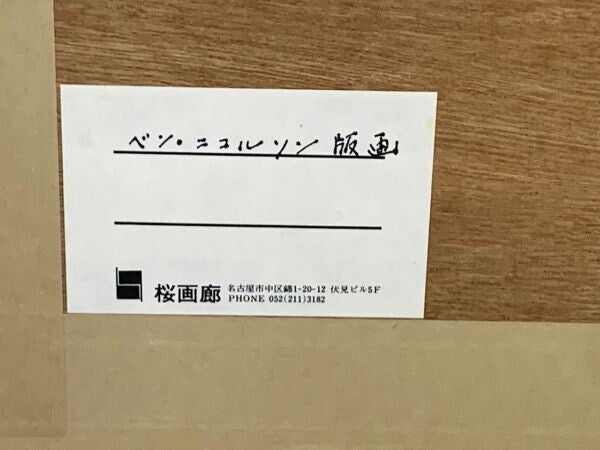 ベン・ニコルソン 版画
桜画廊 名古屋市中区錦1-20-12 伏見ビル5F
PHONE 052(211)3182